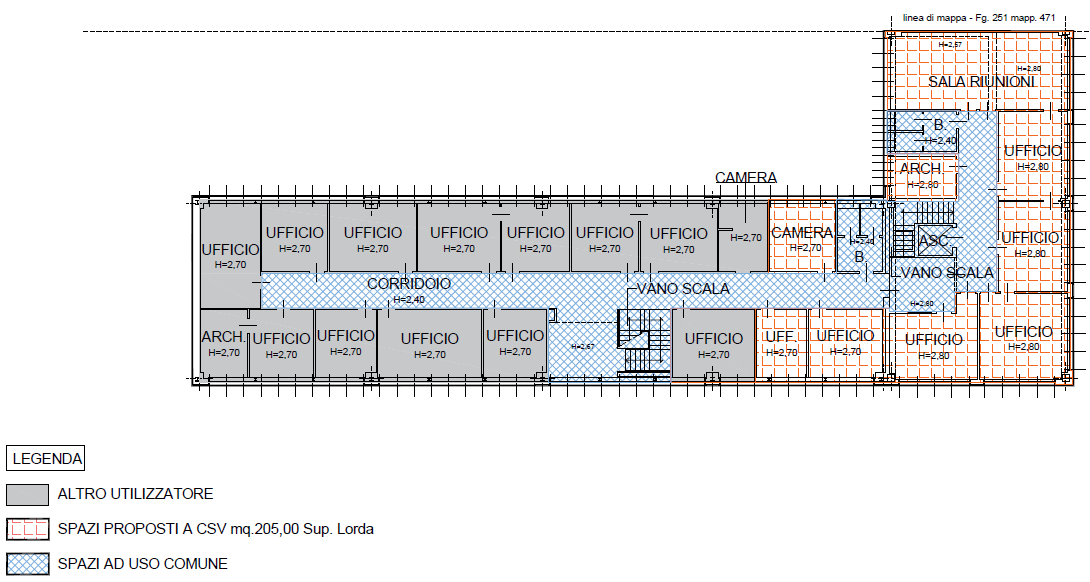 linea di mappa - Fg. 251 mapp. 471
H=2,57
H=2,80
SALA RIUNIONI
B.
H=2,40
UFFICIO
H=2,80
ARCH.
H=2,80
CAMERA
UFFICIO
H=2,70
UFFICIO
H=2,70
UFFICIO
H=2,70
UFFICIO
H=2,70
UFFICIO
H=2,70
UFFICIO
H=2,70
UFFICIO
H=2,70
H=2,70
CAMERA
H=2,70
H=2,40
B.
ASC.
UFFICIO
H=2,80
VANO SCALA
H=2,80
CORRIDOIO
H=2,40
VANO SCALA
ARCH.
H=2,70
UFFICIO
H=2,70
UFFICIO
H=2,70
UFFICIO
H=2,70
UFFICIO
H=2,70
H=2,67
UFFICIO
H=2,70
UFF.
H=2,70
UFFICIO
H=2,70
UFFICIO
H=2,80
UFFICIO
H=2,80
LEGENDA
ALTRO UTILIZZATORE
SPAZI PROPOSTI A CSV mq.205,00 Sup. Lorda
SPAZI AD USO COMUNE